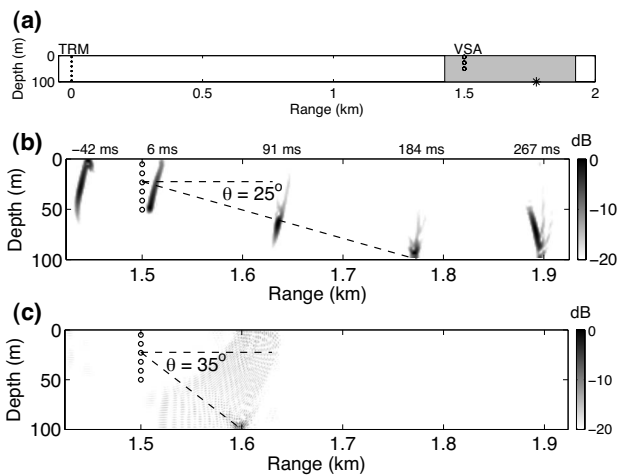 (a)
TRM
VSA
Depth (m)
0
100
0
0.5
1
1.5
2
Range (km)
(b)
−42 ms
6 ms
91 ms
184 ms
267 ms
dB
Depth (m)
0
50
100
θ = 25°
0
−10
−20
1.5
1.6
1.7
1.8
1.9
Range (km)
(c)
dB
Depth (m)
0
50
100
θ = 35°
0
−10
−20
1.5
1.6
1.7
1.8
1.9
Range (km)